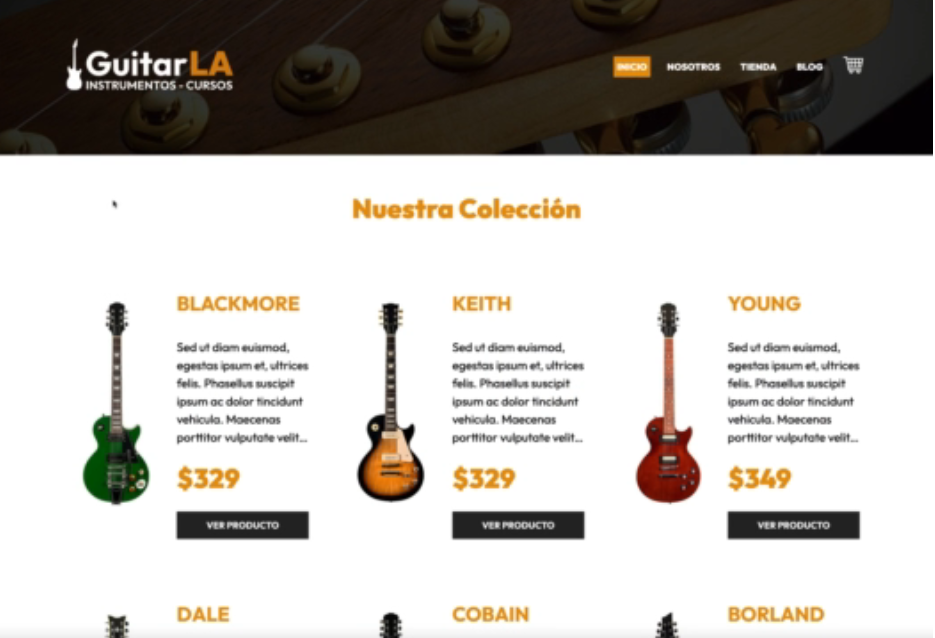 GuitarLA
INSTRUMENTOS - CURSOS
INICIO NOSOTROS TIENDA BLOG
Nuestra Colección
BLACKMORE
Sed ut diam euismod,
egestas ipsum et, ultrices
felis. Phasellus suscipit
ipsum ac dolor tincidunt
vehicula. Maecenas
porttitor vulputate velit...
$329
VER PRODUCTO
KEITH
Sed ut diam euismod,
egestas ipsum et, ultrices
felis. Phasellus suscipit
ipsum ac dolor tincidunt
vehicula. Maecenas
porttitor vulputate velit...
$329
VER PRODUCTO
YOUNG
Sed ut diam euismod,
egestas ipsum et, ultrices
felis. Phasellus suscipit
ipsum ac dolor tincidunt
vehicula. Maecenas
porttitor vulputate velit...
$349
VER PRODUCTO
DALE
COBAIN
BORLAND